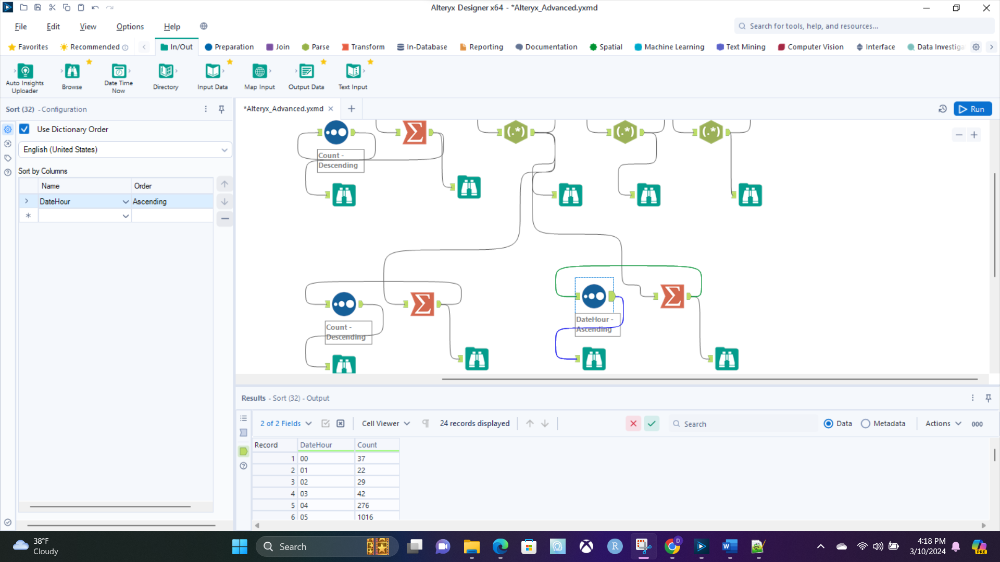 Alteryx Designer x64 - *Alteryx_Advanced.yxmd
File Edit View Options Help
Search for tools, help, and resources...
Favorites Recommended In/Out Preparation Join Parse Transform In-Database Reporting Documentation Spatial Machine Learning Text Mining Computer Vision Interface Data Investiga
Auto Insights Uploader
Browse
Date Time Now
Directory
Input Data
Map Input
Output Data
Text Input
Sort (32) - Configuration
*Alteryx_Advanced.yxmd
Run
Use Dictionary Order
English (United States)
Sort by Columns
Name Order
DateHour Ascending
*
(.*) (.*) (.*)
Σ
Count -
Descending
Σ
Σ
Count -
Descending
DateHour -
Ascending
Results - Sort (32) - Output
2 of 2 Fields Cell Viewer 24 records displayed Search Data Metadata Actions 000
Record DateHour Count
1 00 37
2 01 22
3 02 29
4 03 42
5 04 276
6 05 1016
38°F
Cloudy
Search
R
D
W
4:18 PM
3/10/2024
PRE